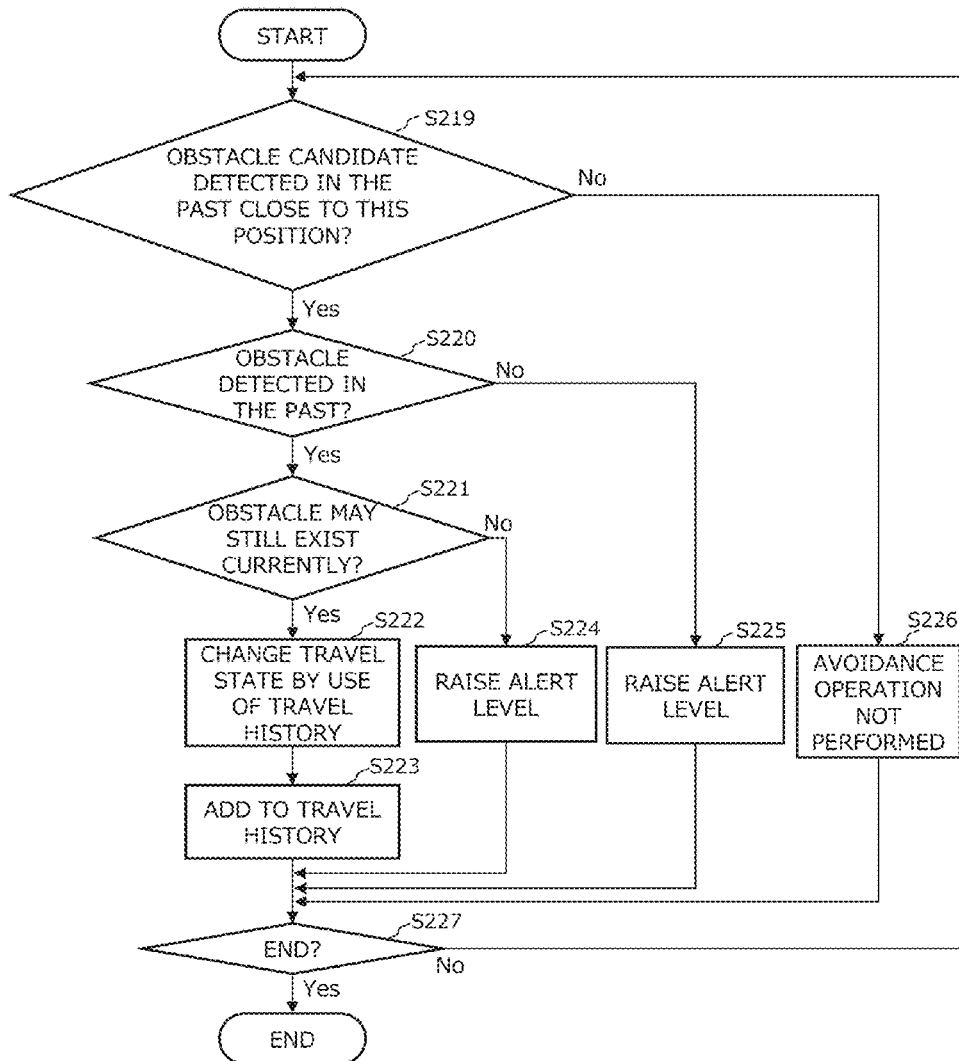 START
S219
OBSTACLE CANDIDATE
DETECTED IN THE
PAST CLOSE TO THIS
POSITION?
No
Yes
S220
OBSTACLE
DETECTED IN
THE PAST?
No
Yes
S221
OBSTACLE MAY
STILL EXIST
CURRENTLY?
No
Yes
S222
CHANGE TRAVEL
STATE BY USE
OF TRAVEL
HISTORY
S224
RAISE ALERT
LEVEL
S225
RAISE ALERT
LEVEL
S226
AVOIDANCE
OPERATION
NOT
PERFORMED
S223
ADD TO TRAVEL
HISTORY
S227
END?
No
Yes
END